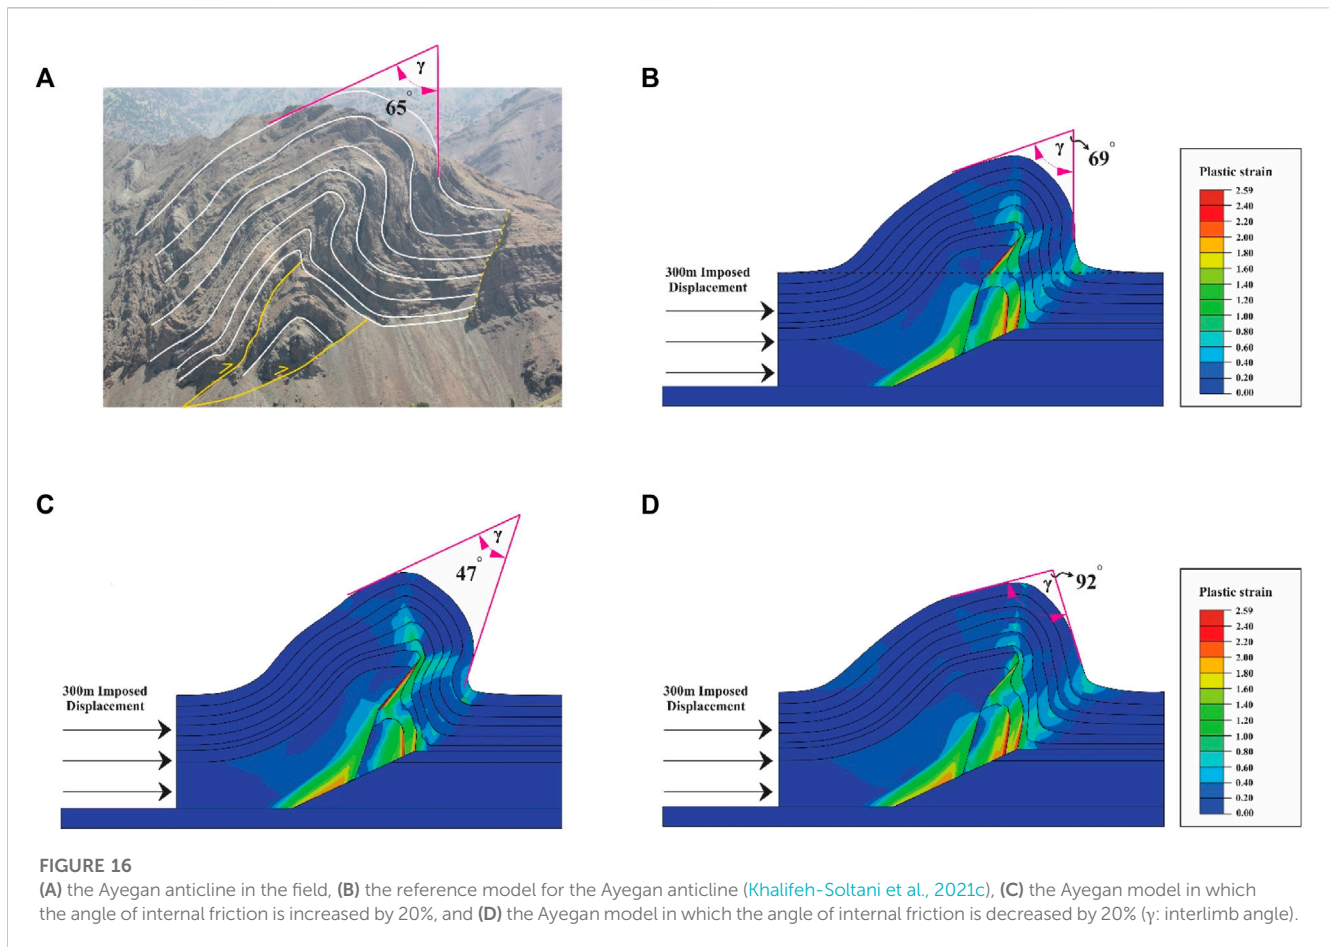 A
γ
65°
B
γ
69°
300m Imposed
Displacement
Plastic strain
2.59
2.40
2.20
2.00
1.80
1.60
1.40
1.20
1.00
0.80
0.60
0.40
0.20
0.00
C
γ
47°
300m Imposed
Displacement
D
γ
92°
300m Imposed
Displacement
Plastic strain
2.59
2.40
2.20
2.00
1.80
1.60
1.40
1.20
1.00
0.80
0.60
0.40
0.20
0.00
FIGURE 16
(A) the Ayegan anticline in the field, (B) the reference model for the Ayegan anticline (Khalifeh-Soltani et al., 2021c), (C) the Ayegan model in which
the angle of internal friction is increased by 20%, and (D) the Ayegan model in which the angle of internal friction is decreased by 20% (γ: interlimb angle).